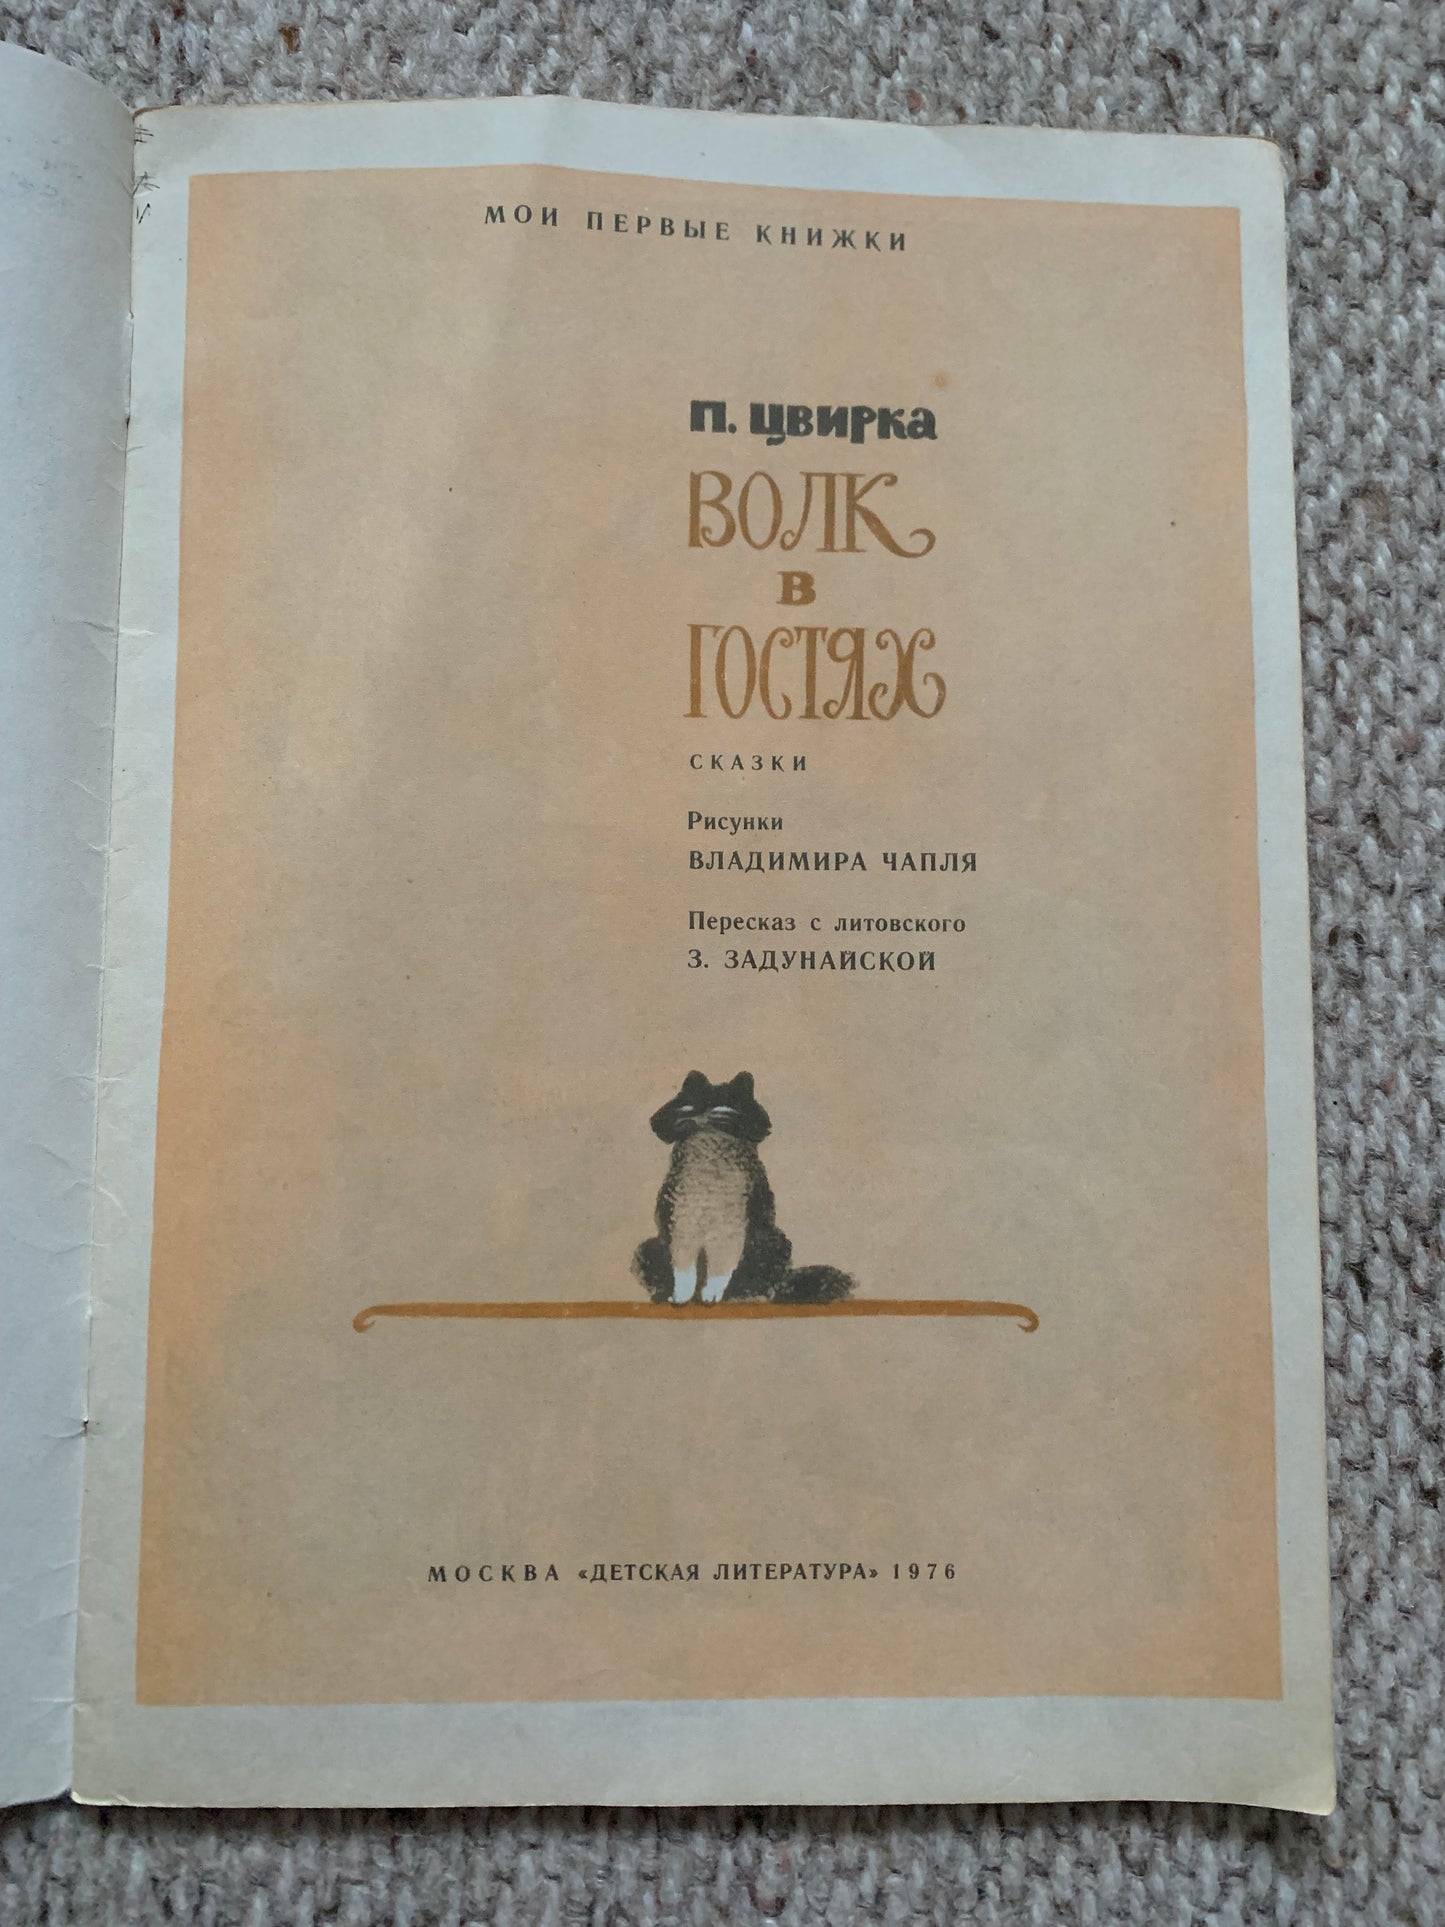 МОИ ПЕРВЫЕ КНИЖКИ
П. ЦВИРКА
ВОЛК
В
ГОСТЯХ
СКАЗКИ
Рисунки
ВЛАДИМИРА ЧАПЛЯ
Пересказ с литовского
З. ЗАДУНАЙСКОЙ
МОСКВА «ДЕТСКАЯ ЛИТЕРАТУРА» 1976